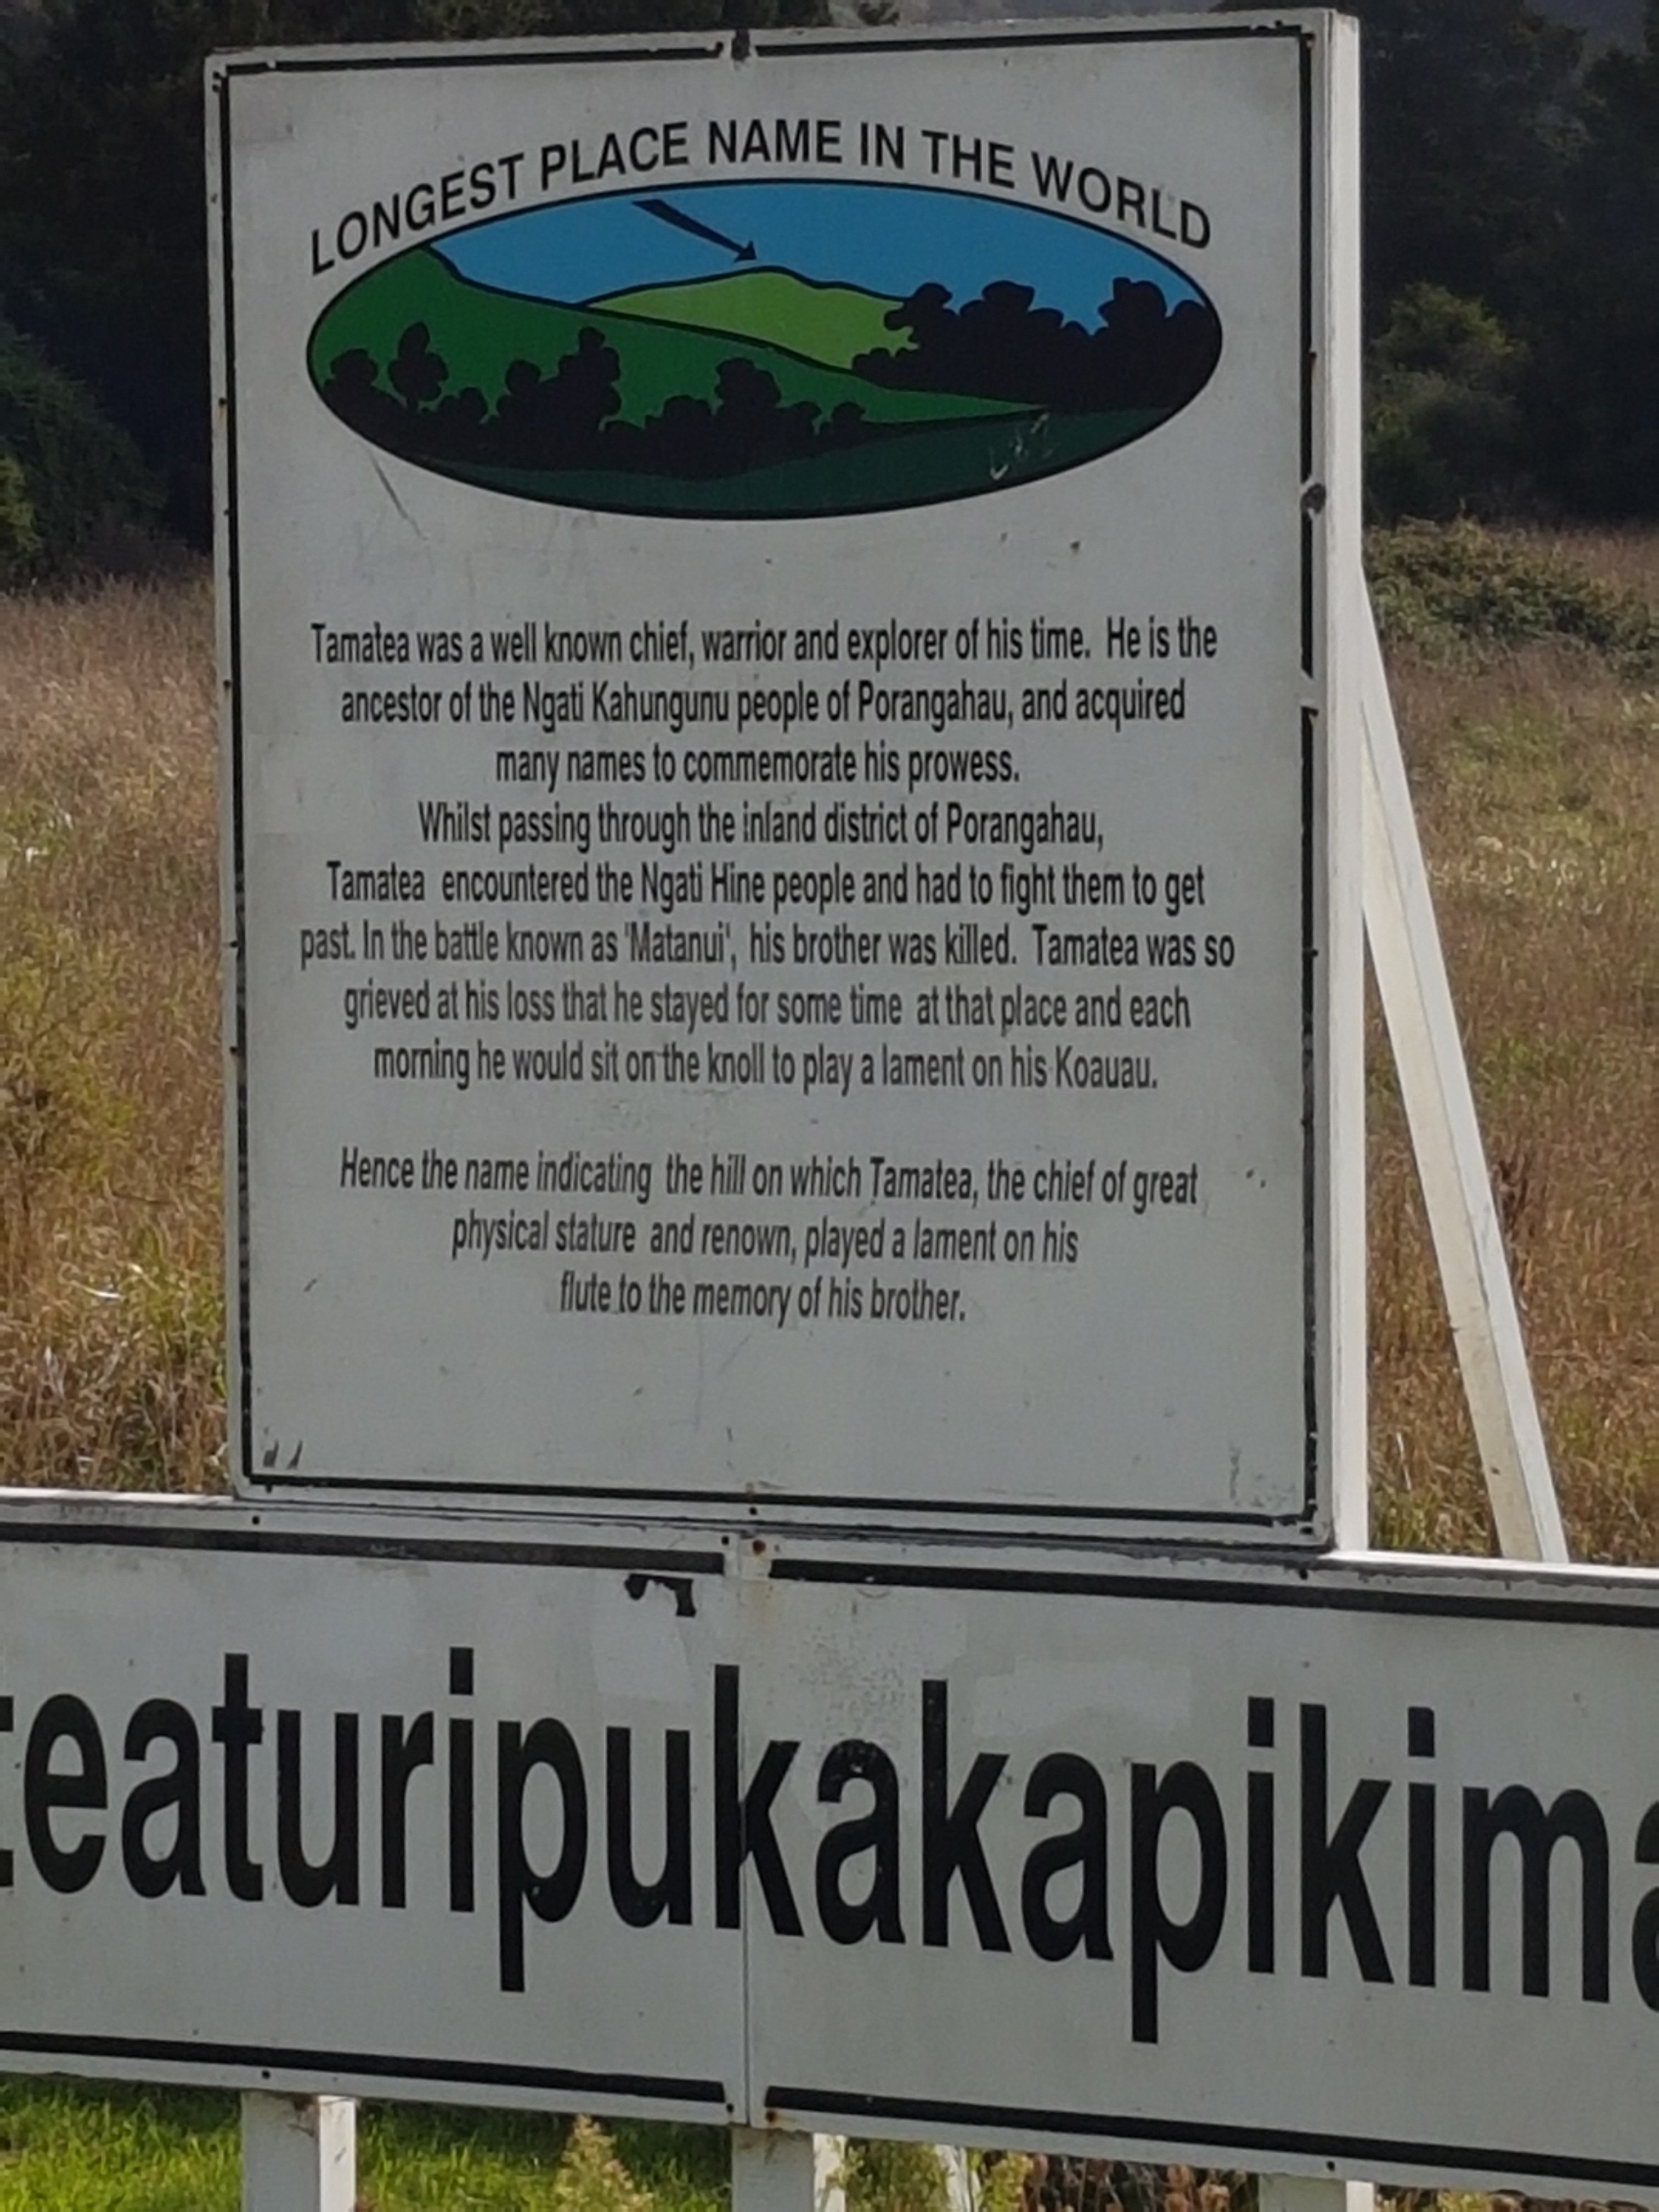 LONGEST PLACE NAME IN THE WORLD
Tamatea was a well known chief, warrior and explorer of his time. He is the
ancestor of the Ngati Kahungunu people of Porangahau, and acquired
many names to commemorate his prowess.
Whilst passing through the inland district of Porangahau,
Tamatea encountered the Ngati Hine people and had to fight them to get
past. In the battle known as 'Matanui', his brother was killed. Tamatea was so
grieved at his loss that he stayed for some time at that place and each
morning he would sit on the knoll to play a lament on his Koauau.
Hence the name indicating the hill on which Tamatea, the chief of great
physical stature and renown, played a lament on his
flute to the memory of his brother.
teaturipukakapikima